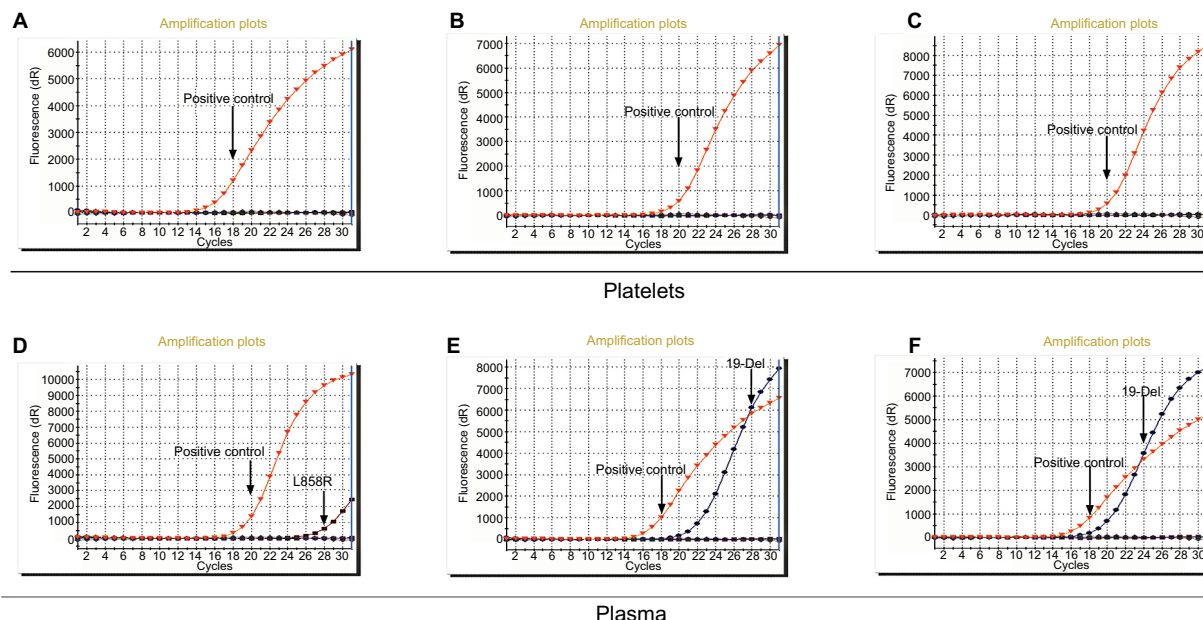 A
Amplification plots
Fluorescence (dR)
6000
5000
4000
3000
2000
1000
0
Positive control
2 4 6 8 10 12 14 16 18 20 22 24 26 28 30
Cycles
B
Amplification plots
Fluorescence (dR)
7000
6000
5000
4000
3000
2000
1000
0
Positive control
2 4 6 8 10 12 14 16 18 20 22 24 26 28 30
Cycles
C
Amplification plots
Fluorescence (dR)
8000
7000
6000
5000
4000
3000
2000
1000
0
Positive control
2 4 6 8 10 12 14 16 18 20 22 24 26 28 30
Cycles
Platelets
D
Amplification plots
Fluorescence (dR)
10000
9000
8000
7000
6000
5000
4000
3000
2000
1000
0
Positive control
L858R
2 4 6 8 10 12 14 16 18 20 22 24 26 28 30
Cycles
E
Amplification plots
Fluorescence (dR)
8000
7000
6000
5000
4000
3000
2000
1000
0
19-Del
Positive control
2 4 6 8 10 12 14 16 18 20 22 24 26 28 30
Cycles
F
Amplification plots
Fluorescence (dR)
7000
6000
5000
4000
3000
2000
1000
0
19-Del
Positive control
2 4 6 8 10 12 14 16 18 20 22 24 26 28 30
Cycles
Plasma